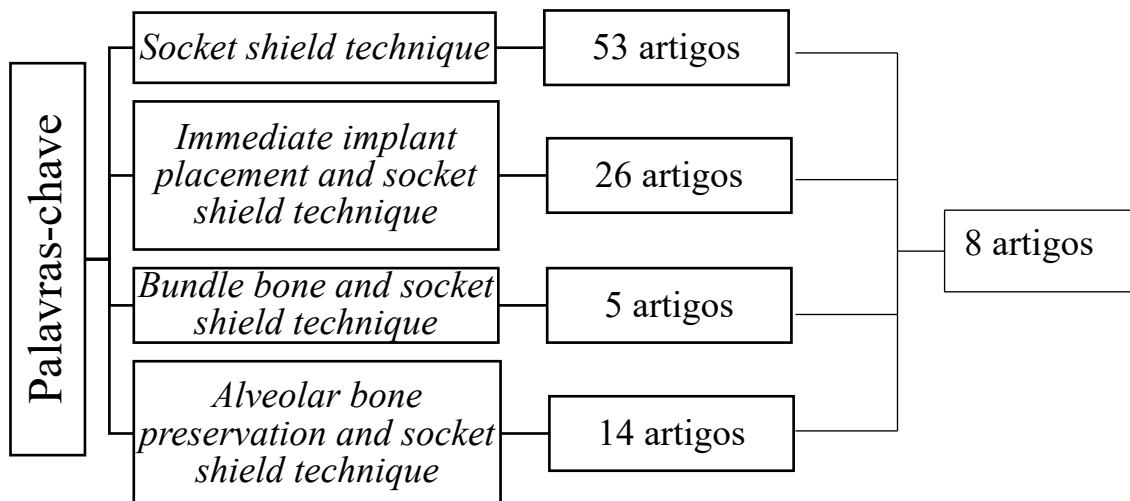 Palavras-chave
Socket shield technique
53 artigos
Immediate implant
placement and socket
shield technique
26 artigos
Bundle bone and socket
shield technique
5 artigos
Alveolar bone
preservation and socket
shield technique
14 artigos
8 artigos